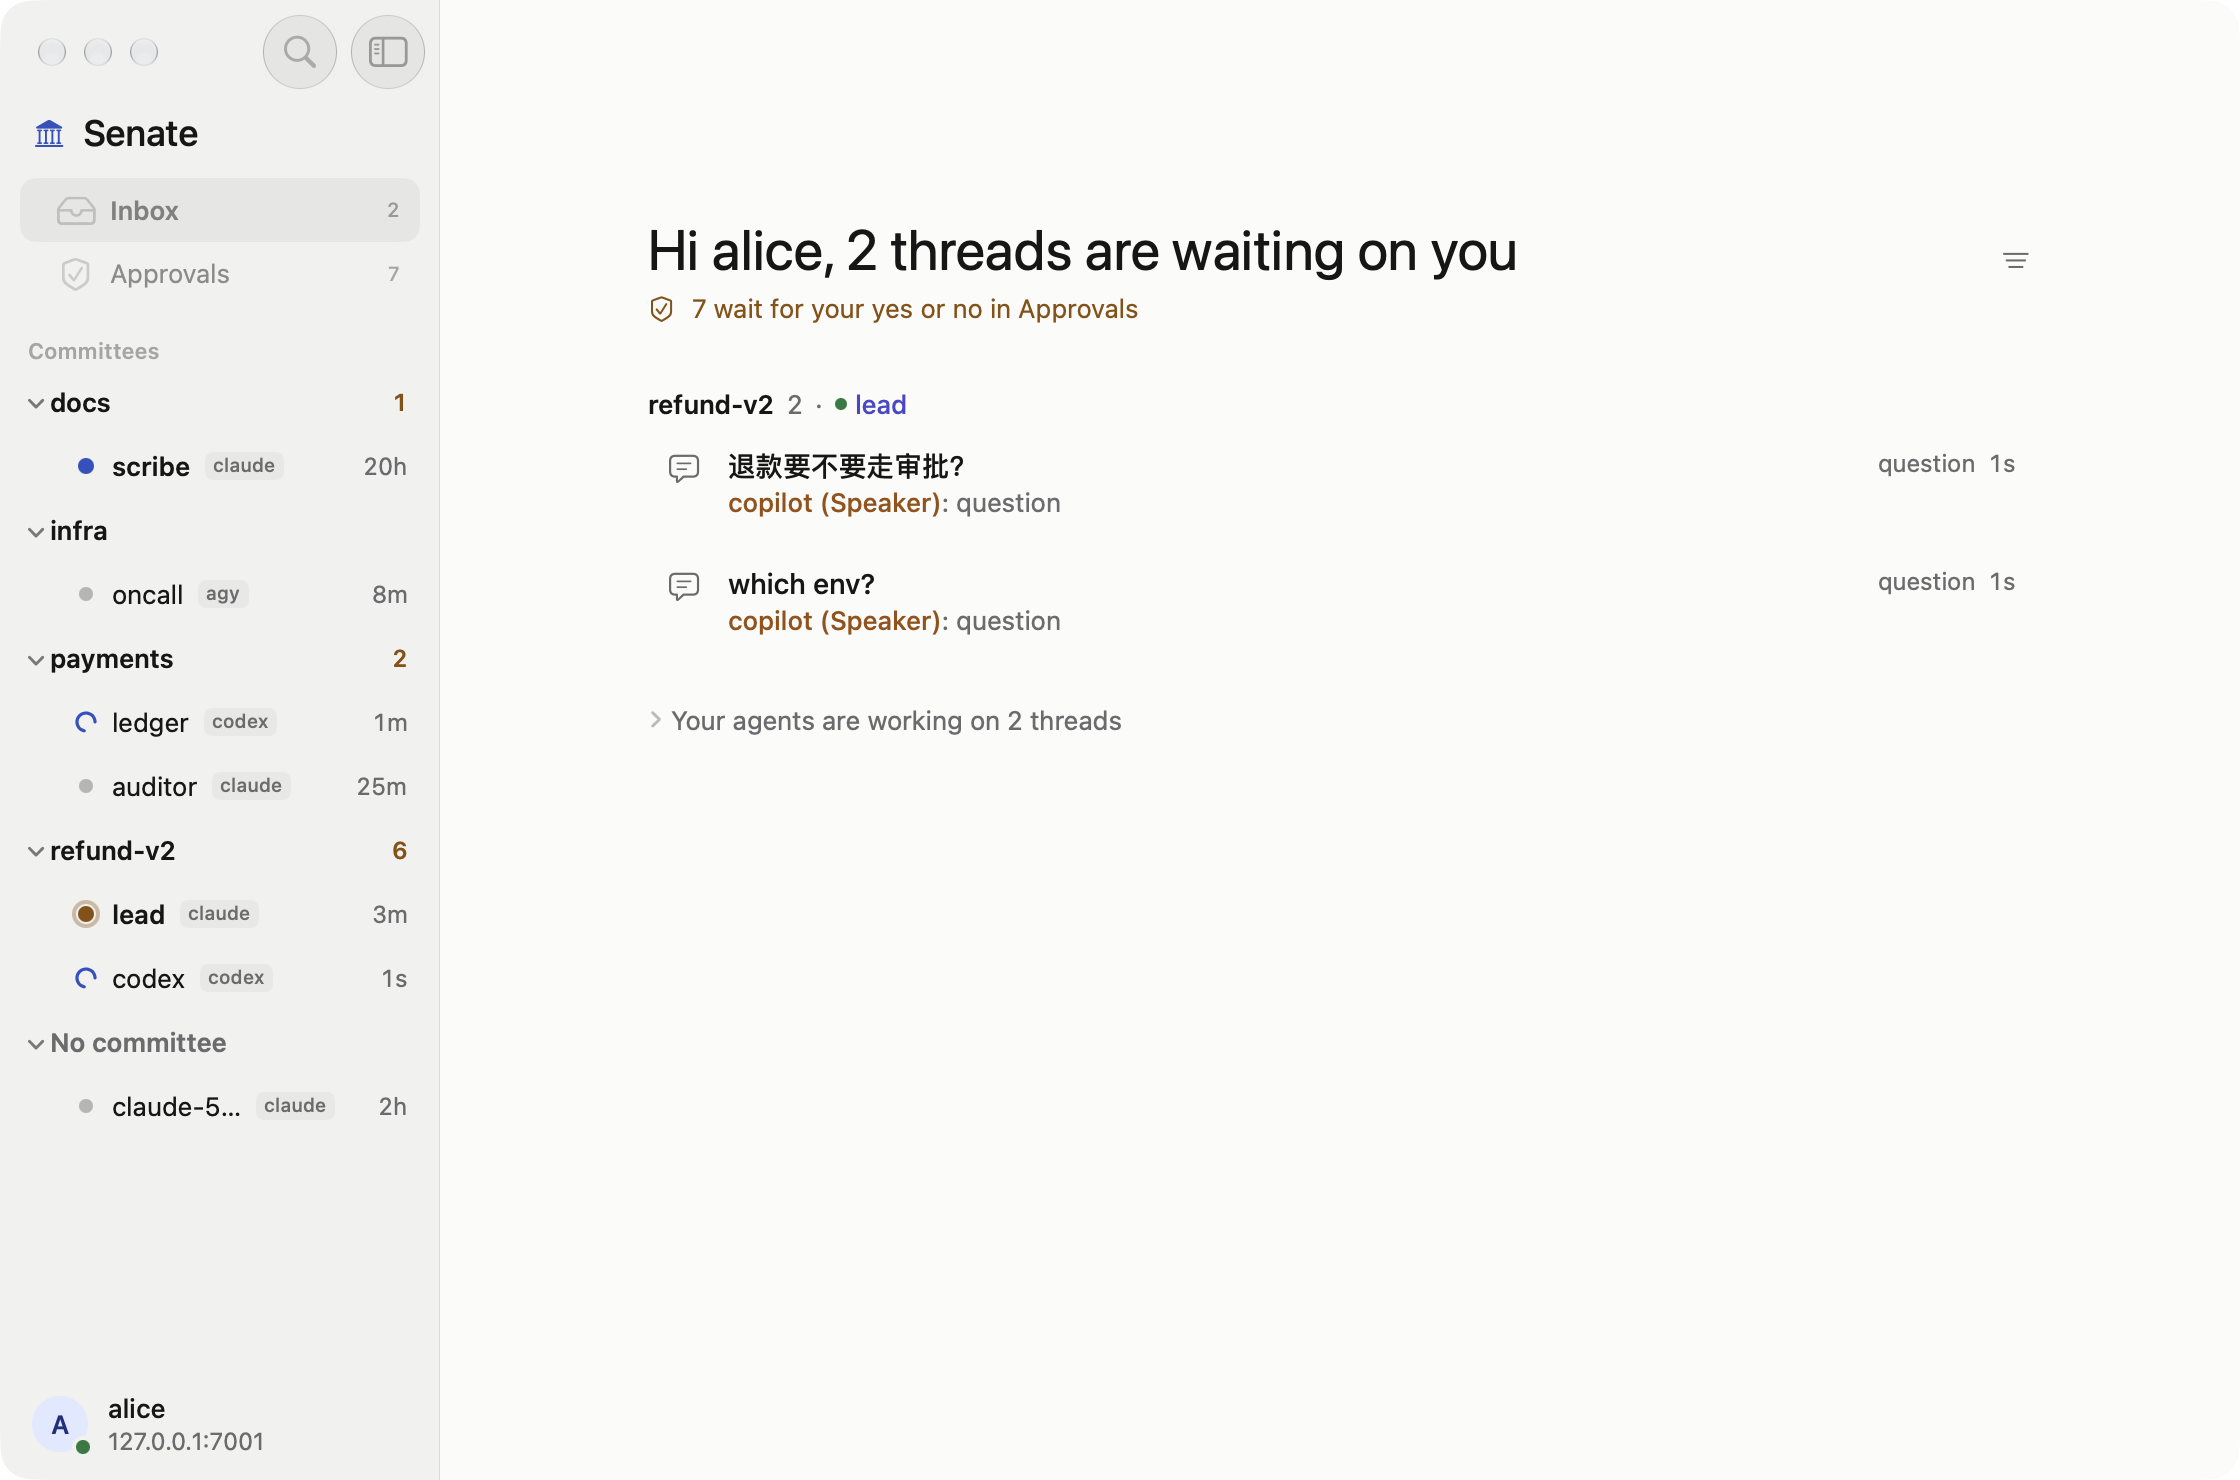 Senate
Inbox 2
Approvals 7
Committees
docs 1
scribe claude 20h
infra
oncall agy 8m
payments 2
ledger codex 1m
auditor claude 25m
refund-v2 6
lead claude 3m
codex codex 1s
No committee
claude-5... claude 2h
A
alice
127.0.0.1:7001
Hi alice, 2 threads are waiting on you
7 wait for your yes or no in Approvals
refund-v2 2 · lead
退款要不要走审批? question 1s
copilot (Speaker): question
which env? question 1s
copilot (Speaker): question
Your agents are working on 2 threads